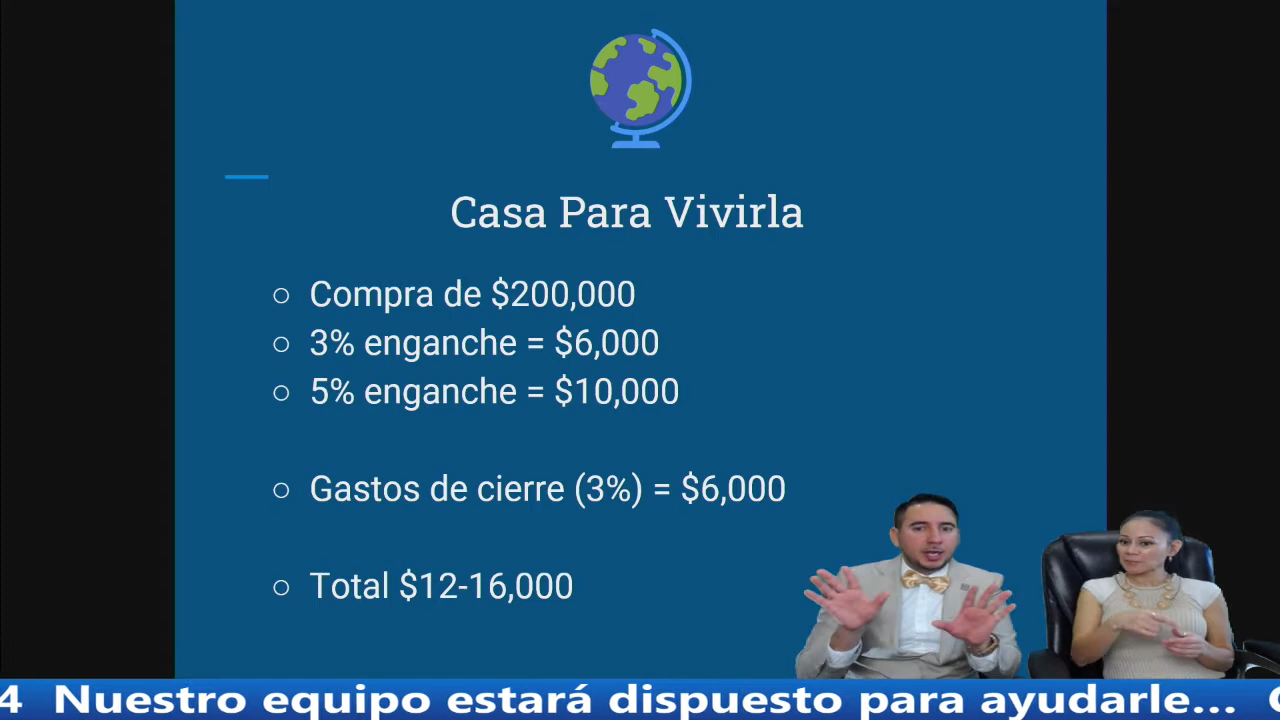 Casa Para Vivirla
○ Compra de $200,000
○ 3% enganche = $6,000
○ 5% enganche = $10,000
○ Gastos de cierre (3%) = $6,000
○ Total $12-16,000
4 Nuestro equipo estará dispuesto para ayudarle...